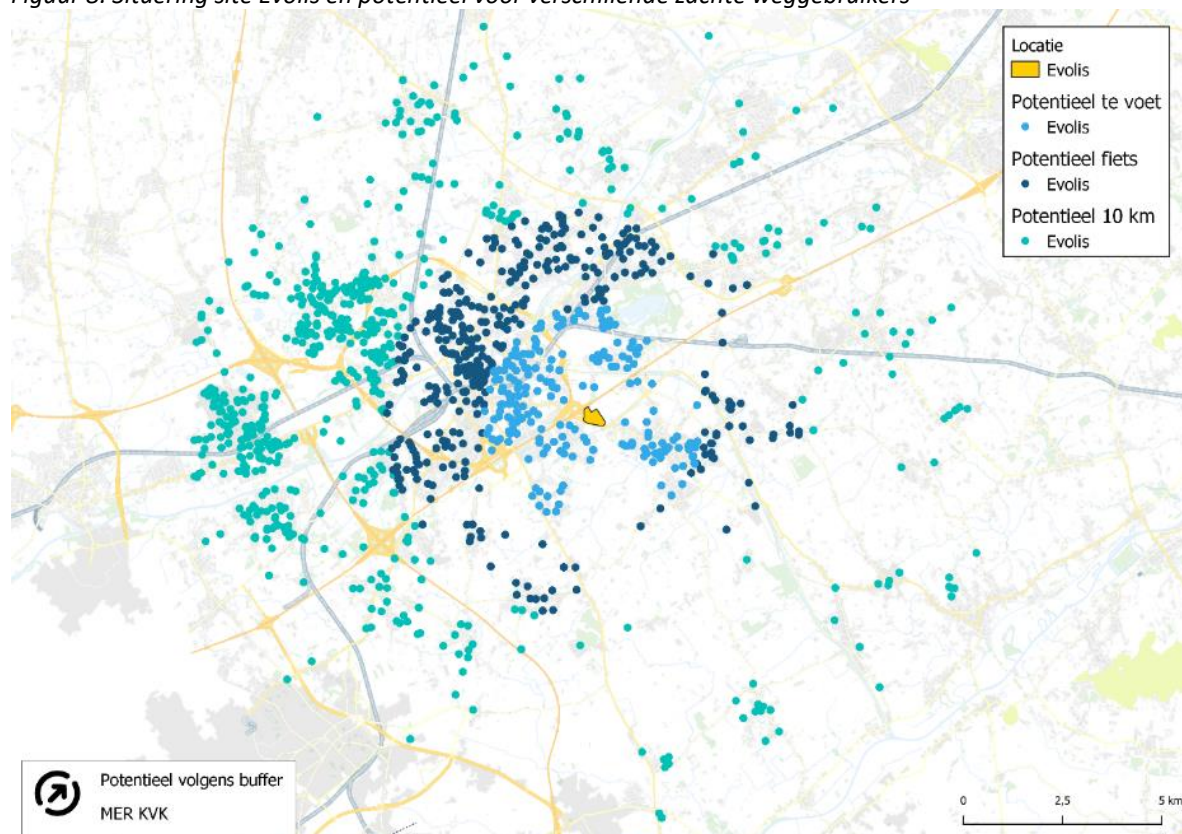 Figuur 8. Situering site Evolis en potentieel voor verschillende zachte weggebruikers
Locatie
Evolis
Potentieel te voet
Evolis
Potentieel fiets
Evolis
Potentieel 10 km
Evolis
Potentieel volgens buffer
MER KVK
0 2,5 5 km